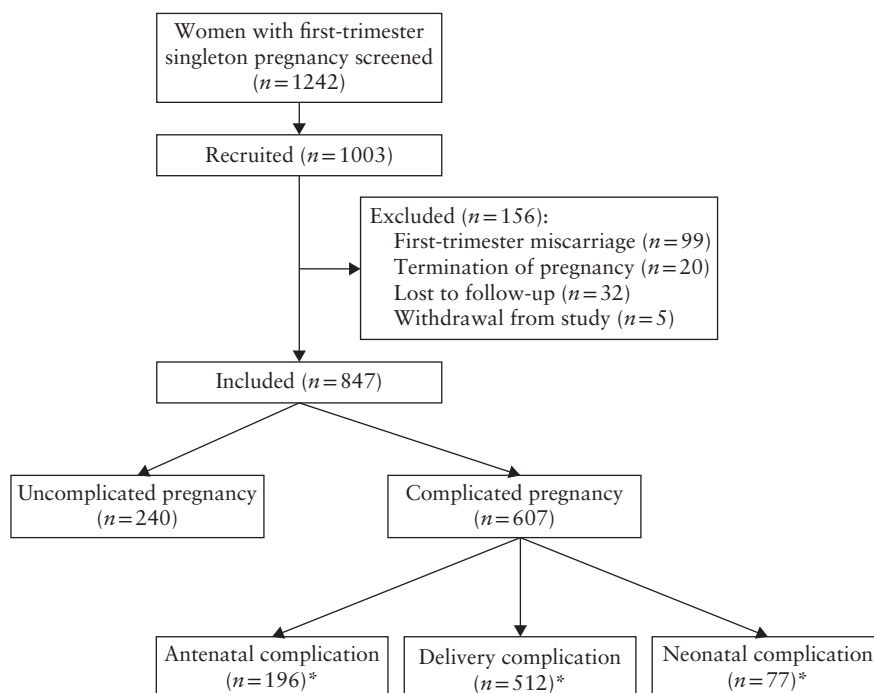 Women with first-trimester
singleton pregnancy screened
(n=1242)
Recruited (n=1003)
Excluded (n=156):
First-trimester miscarriage (n=99)
Termination of pregnancy (n=20)
Lost to follow-up (n=32)
Withdrawal from study (n=5)
Included (n=847)
Uncomplicated pregnancy
(n=240)
Complicated pregnancy
(n=607)
Antenatal complication
(n=196)*
Delivery complication
(n=512)*
Neonatal complication
(n=77)*